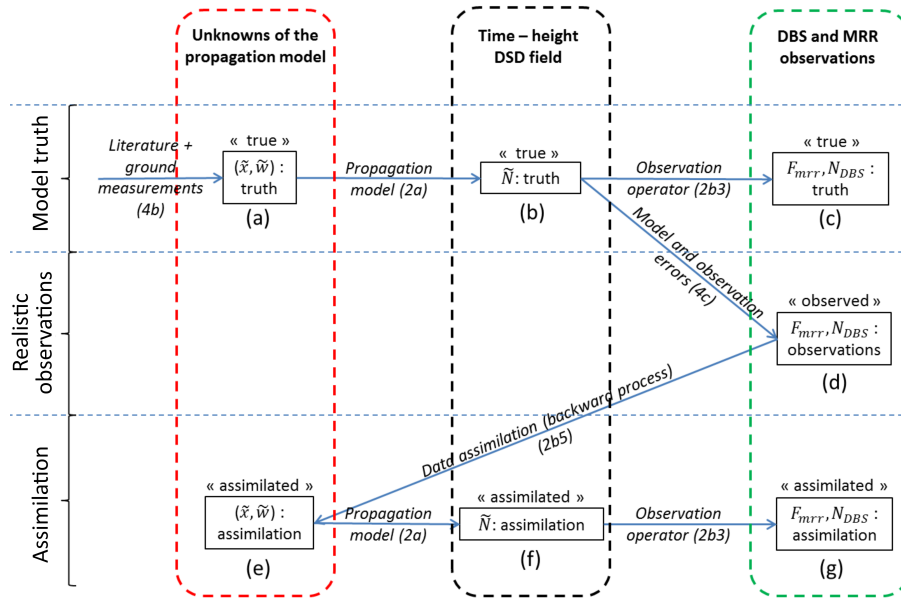 Unknowns of the
propagation model
Time – height
DSD field
DBS and MRR
observations
Model truth
Literature +
ground
measurements
(4b)
« true »
(x̃, w̃) :
truth
(a)
Propagation
model (2a)
« true »
Ñ: truth
(b)
Observation
operator (2b3)
« true »
F_mrr, N_DBS :
truth
(c)
Model and observation
errors (4c)
Realistic
observations
« observed »
F_mrr, N_DBS :
observations
(d)
Data assimilation (backward process)
(2b5)
Assimilation
« assimilated »
(x̃, w̃) :
assimilation
(e)
Propagation
model (2a)
« assimilated »
Ñ: assimilation
(f)
Observation
operator (2b3)
« assimilated »
F_mrr, N_DBS :
assimilation
(g)